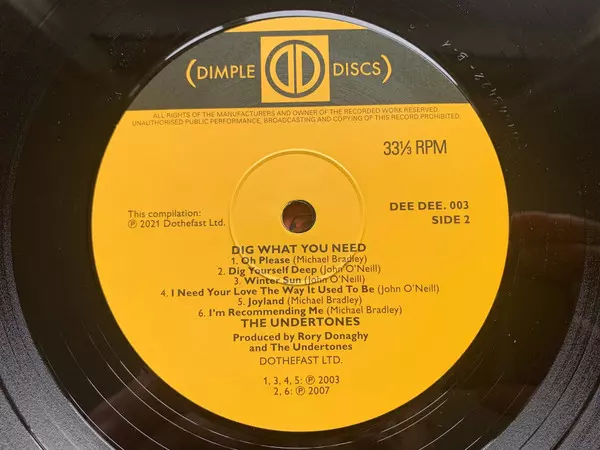 (DIMPLE DISCS)
ALL RIGHTS OF THE MANUFACTURERS AND OWNER OF THE RECORDED WORK RESERVED.
UNAUTHORISED PUBLIC PERFORMANCE, BROADCASTING AND COPYING OF THIS RECORD PROHIBITED.
33⅓ RPM
This compilation:
℗ 2021 Dothefast Ltd.
DEE DEE. 003
SIDE 2
DIG WHAT YOU NEED
1. Oh Please (Michael Bradley)
2. Dig Yourself Deep (John O'Neill)
3. Winter Sun (John O'Neill)
4. I Need Your Love The Way It Used To Be (John O'Neill)
5. Joyland (Michael Bradley)
6. I'm Recommending Me (Michael Bradley)
THE UNDERTONES
Produced by Rory Donaghy
and The Undertones
DOTHEFAST LTD.
1, 3, 4, 5: ℗ 2003
2, 6: ℗ 2007